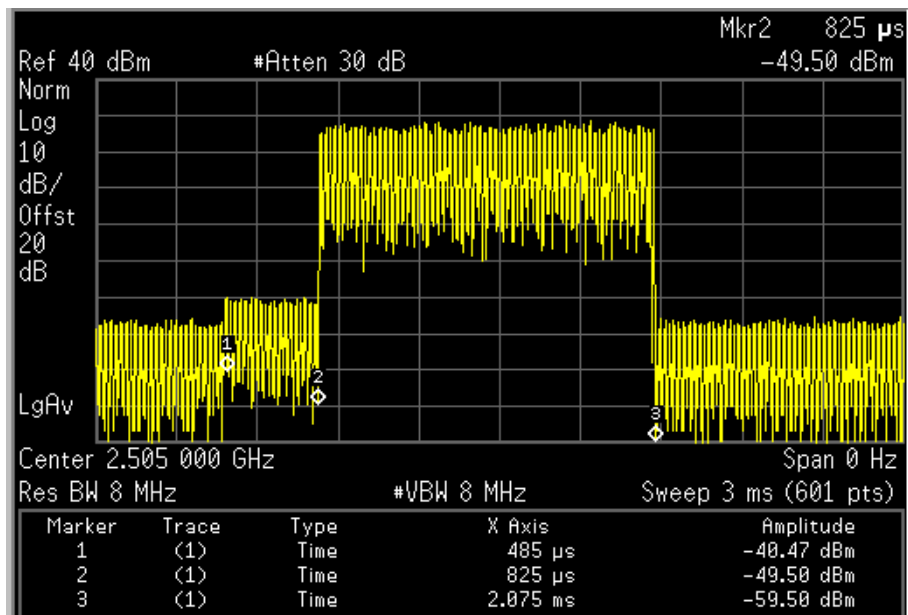 Mkr2 825 µs
Ref 40 dBm #Atten 30 dB -49.50 dBm
Norm
Log
10
dB/
Offst
20
dB
1
2
3
LgAv
Center 2.505 000 GHz Span 0 Hz
Res BW 8 MHz #VBW 8 MHz Sweep 3 ms (601 pts)
Marker Trace Type X Axis Amplitude
1 (1) Time 485 µs -40.47 dBm
2 (1) Time 825 µs -49.50 dBm
3 (1) Time 2.075 ms -59.50 dBm